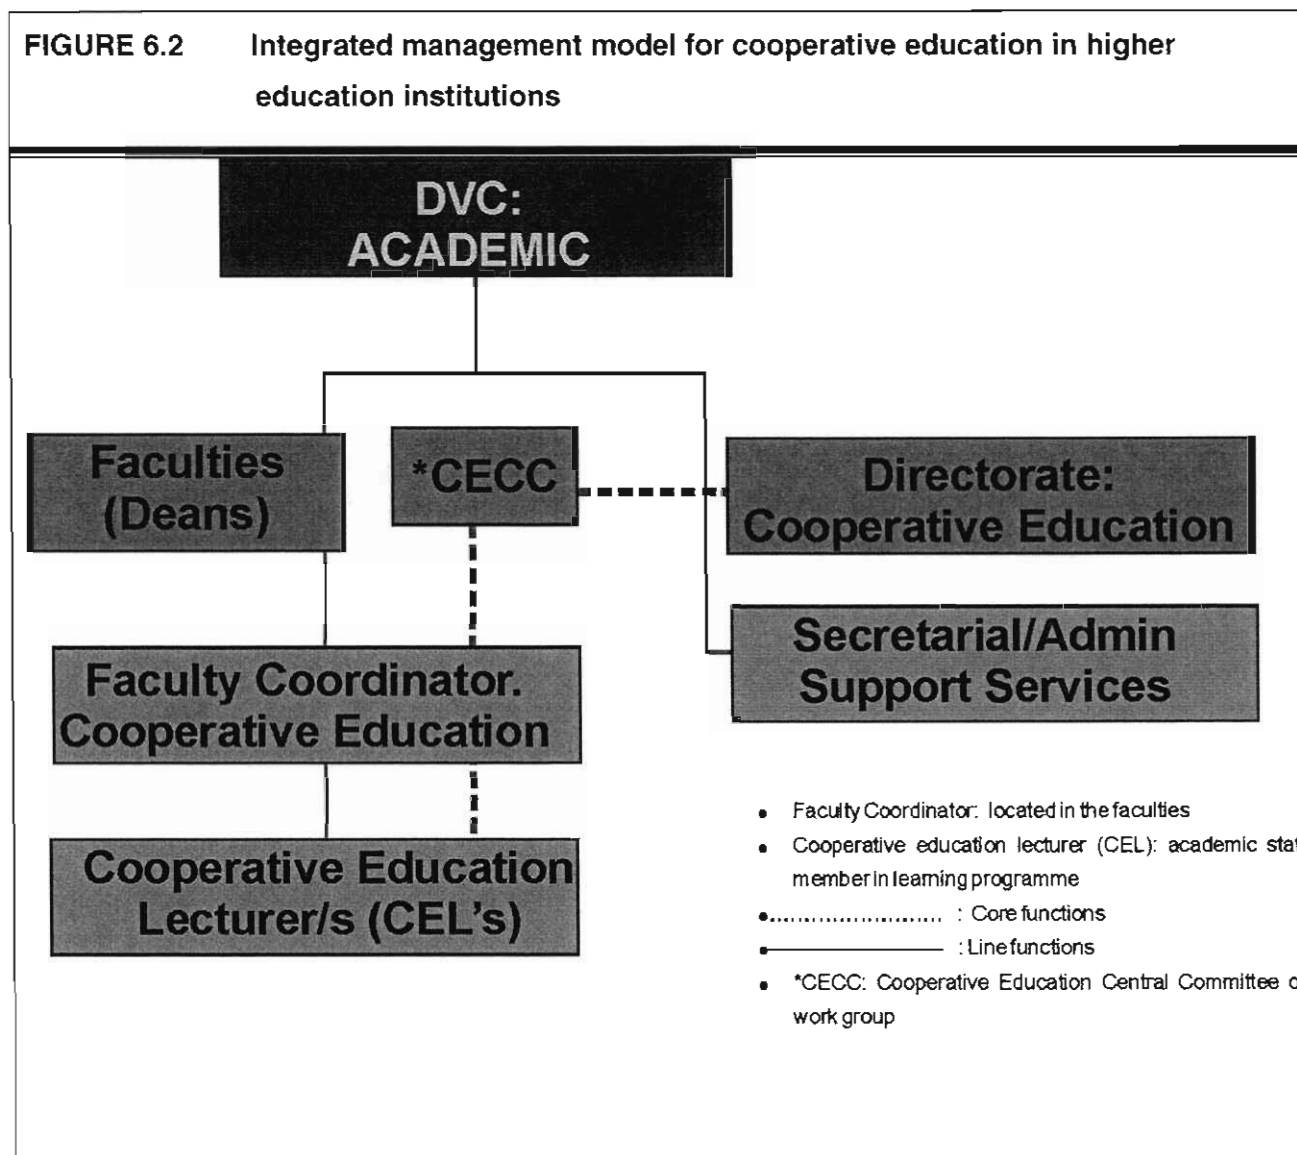 FIGURE 6.2 Integrated management model for cooperative education in higher
education institutions
DVC:
ACADEMIC
Faculties
(Deans)
*CECC
Directorate:
Cooperative Education
Faculty Coordinator.
Cooperative Education
Secretarial/Admin
Support Services
Cooperative Education
Lecturer/s (CEL's)
• Faculty Coordinator: located in the faculties
• Cooperative education lecturer (CEL): academic
member in learning programme
•........................ : Core functions
• : Line functions
• *CECC: Cooperative Education Central Committee
work group